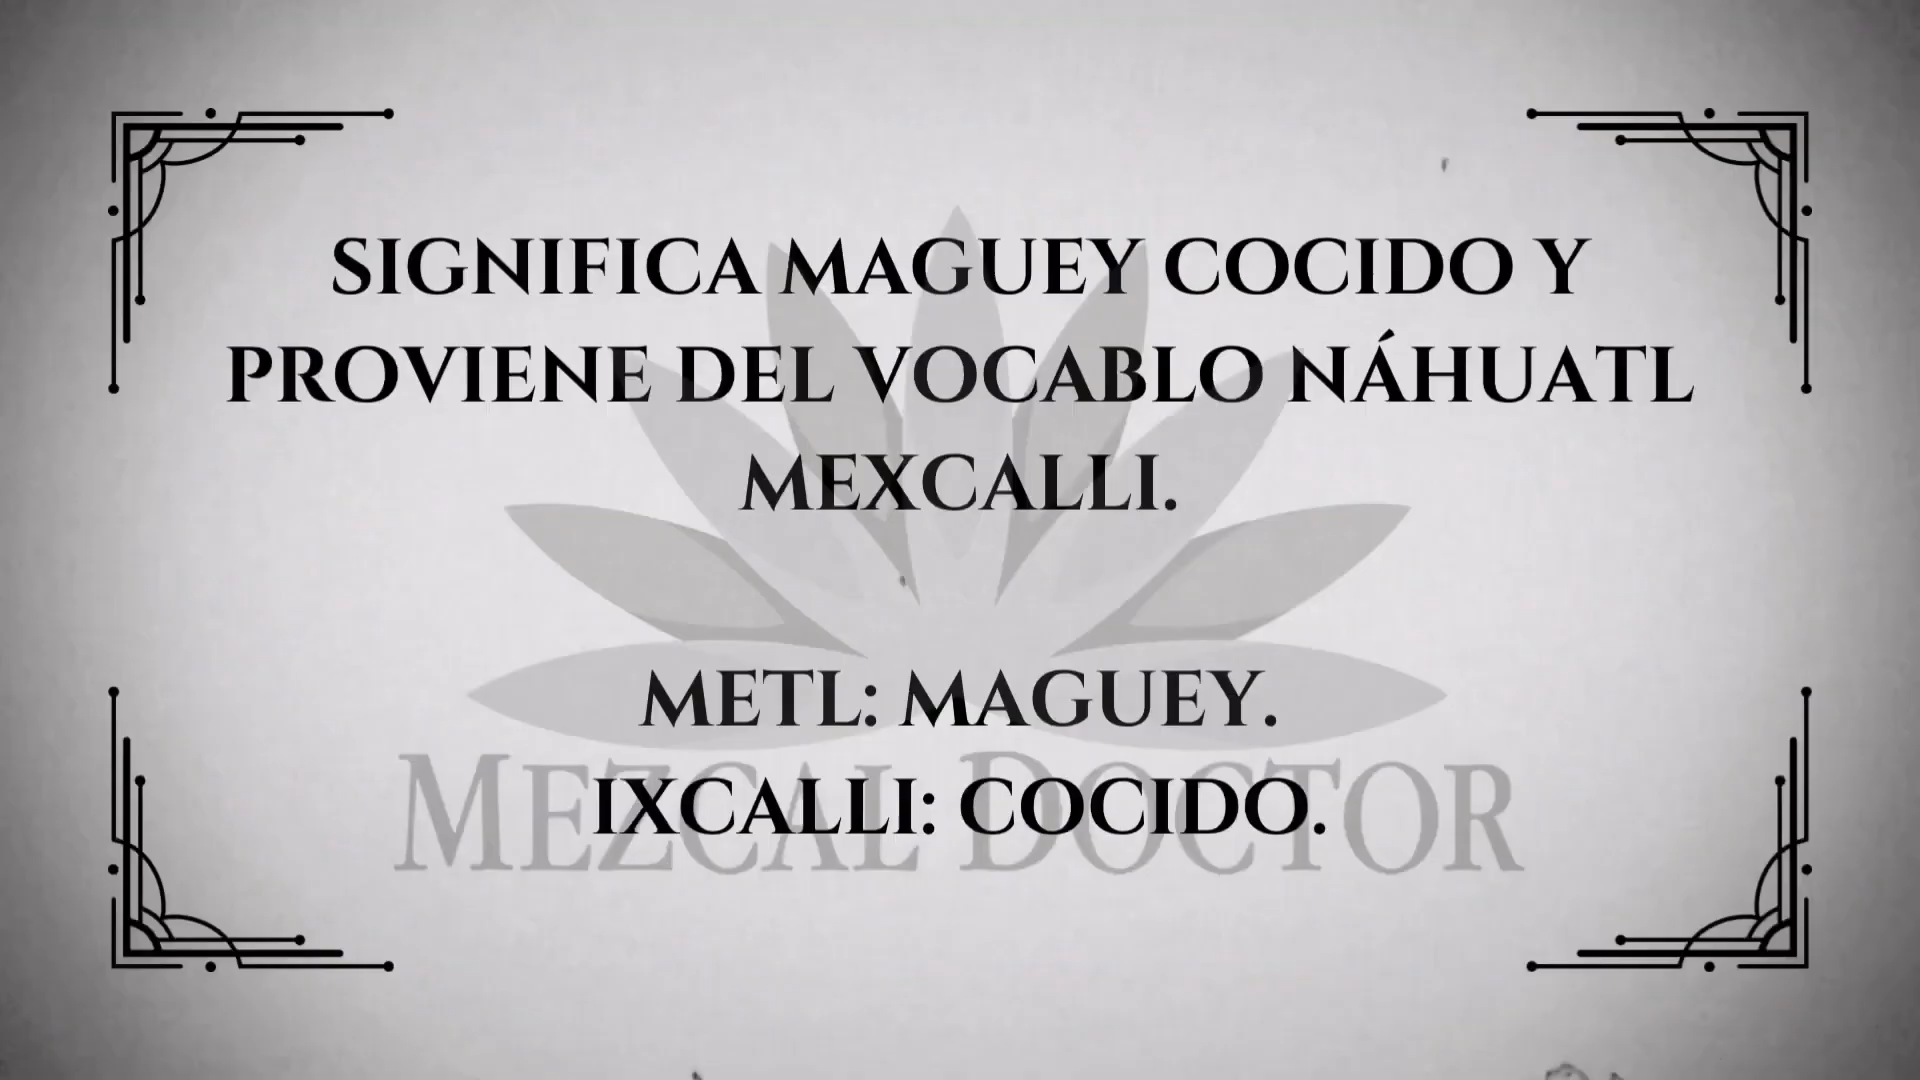 SIGNIFICA MAGUEY COCIDO Y
PROVIENE DEL VOCABLO NÁHUATL
MEXCALLI.
METL: MAGUEY.
IXCALLI: COCIDO.
MEZCAL DOCTOR